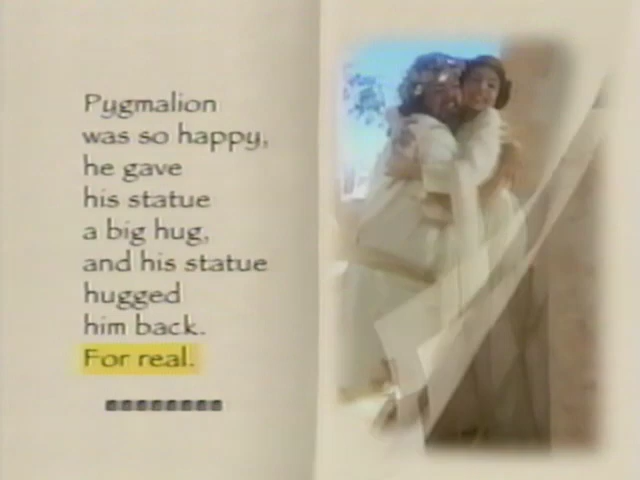 Pygmalion
was so happy,
he gave
his statue
a big hug,
and his statue
hugged
him back.
For real.